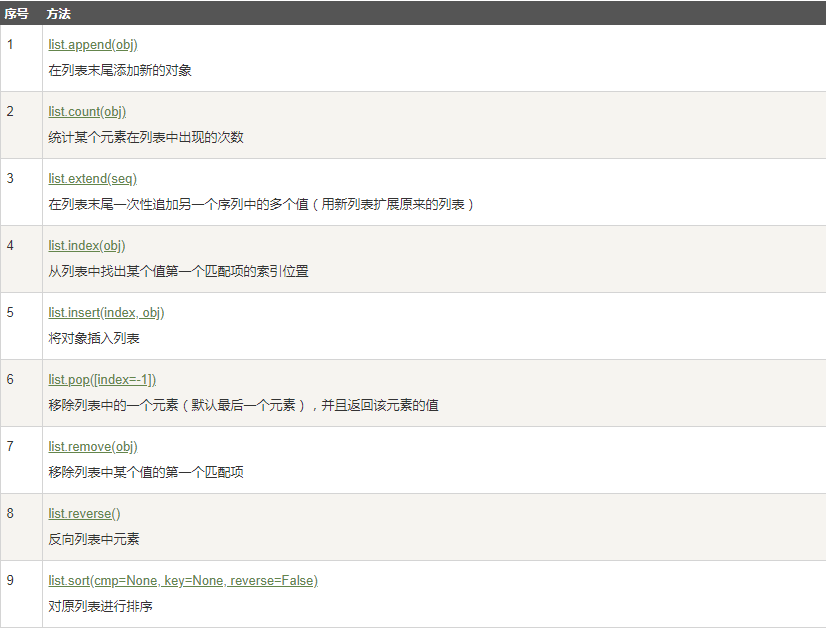 序号 方法
1 list.append(obj)
在列表末尾添加新的对象
2 list.count(obj)
统计某个元素在列表中出现的次数
3 list.extend(seq)
在列表末尾一次性追加另一个序列中的多个值（用新列表扩展原来的列表）
4 list.index(obj)
从列表中找出某个值第一个匹配项的索引位置
5 list.insert(index, obj)
将对象插入列表
6 list.pop([index=-1])
移除列表中的一个元素（默认最后一个元素），并且返回该元素的值
7 list.remove(obj)
移除列表中某个值的第一个匹配项
8 list.reverse()
反向列表中元素
9 list.sort(cmp=None, key=None, reverse=False)
对原列表进行排序